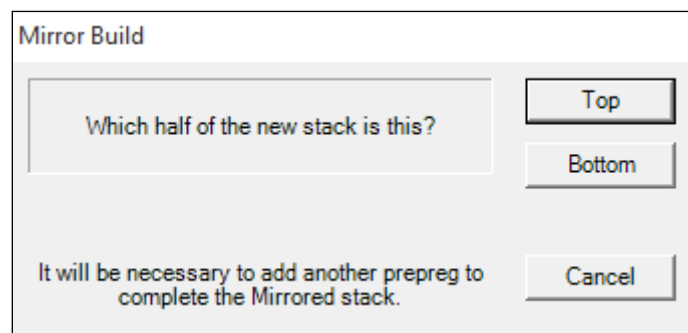 Mirror Build
Which half of the new stack is this?
Top
Bottom
It will be necessary to add another prepreg to
complete the Mirrored stack.
Cancel